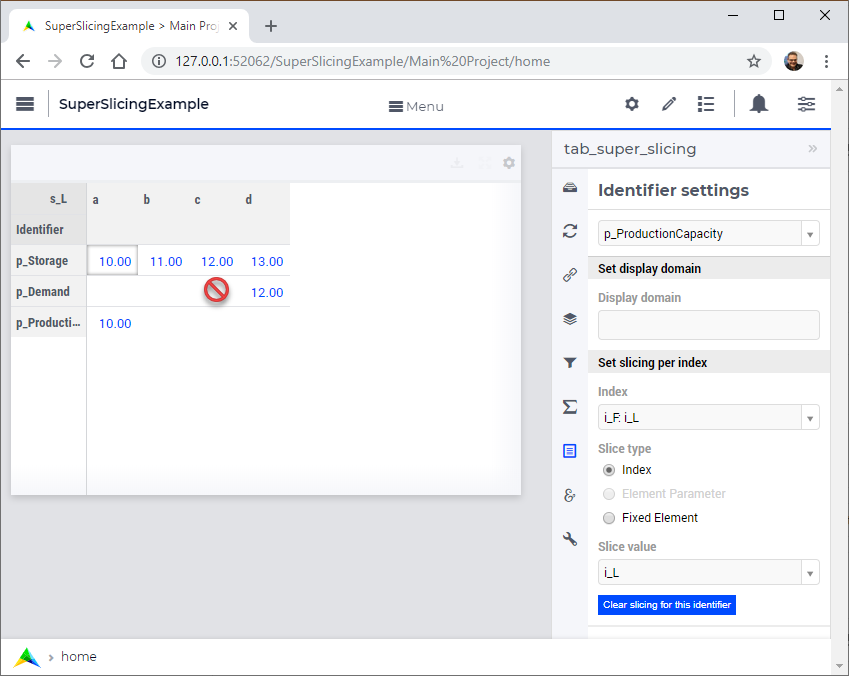 SuperSlicingExample > Main Proj
127.0.0.1:52062/SuperSlicingExample/Main%20Project/home
SuperSlicingExample
Menu
tab_super_slicing
s_L a b c d
Identifier
p_Storage 10.00 11.00 12.00 13.00
p_Demand 12.00
p_Producti... 10.00
Identifier settings
p_ProductionCapacity
Set display domain
Display domain
Set slicing per index
Index
i_F: i_L
Slice type
Index
Element Parameter
Fixed Element
Slice value
i_L
Clear slicing for this identifier
home